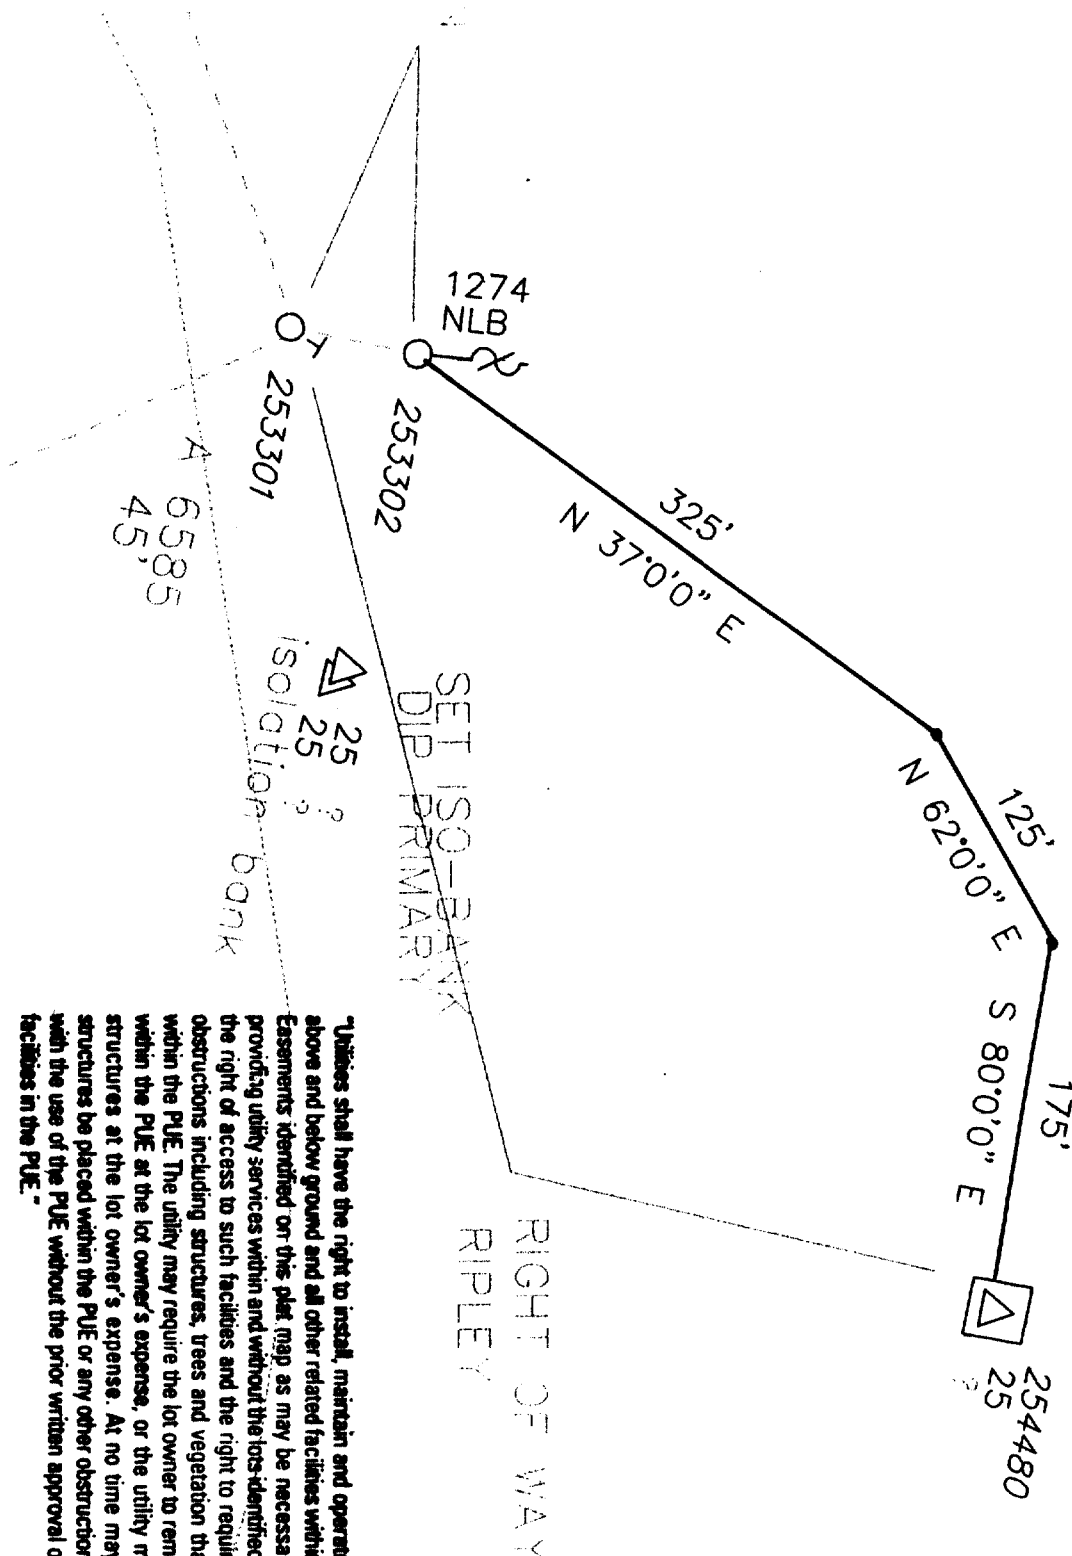 1274
NLB
253302
253301
325'
N 37°0'0" E
125'
N 62°0'0" E
175'
S 80°0'0" E
254480
25
?
A 6585
45'
25 ?
25 ?
isolation bank
SET ISO-BANK
DIP PRIMARY
RIGHT OF WAY
RIPLEY
"Utilities shall have the right to install, maintain and operat
above and below ground and all other related facilities withi
Easements identified on this plat map as may be necessa
providing utility services within and without the lots identified
the right of access to such facilities and the right to requi
obstructions including structures, trees and vegetation tha
within the PUE. The utility may require the lot owner to rem
within the PUE at the lot owner's expense, or the utility m
structures at the lot owner's expense. At no time may
structures be placed within the PUE or any other obstruction
with the use of the PUE without the prior written approval o
facilities in the PUE."